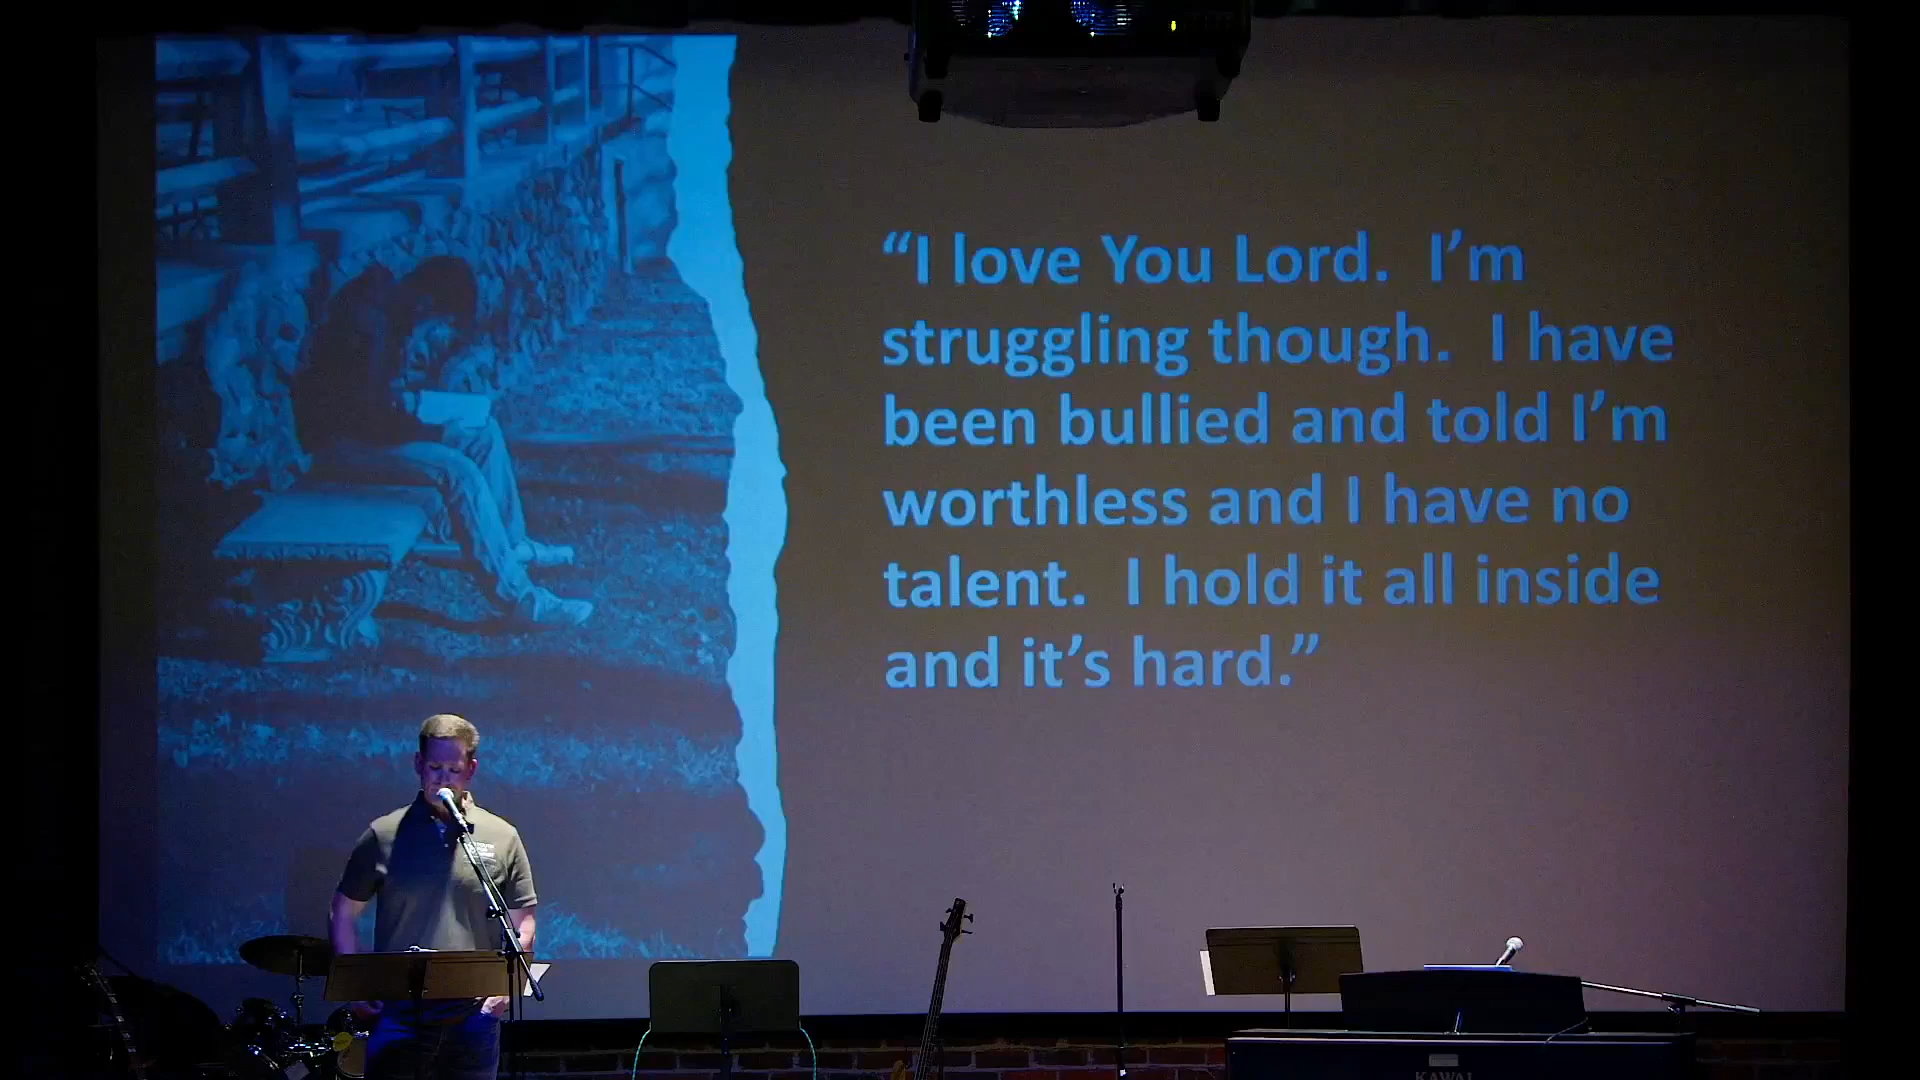 “I love You Lord.  I’m
struggling though.  I have
been bullied and told I’m
worthless and I have no
talent.  I hold it all inside
and it’s hard.”
KAWAI